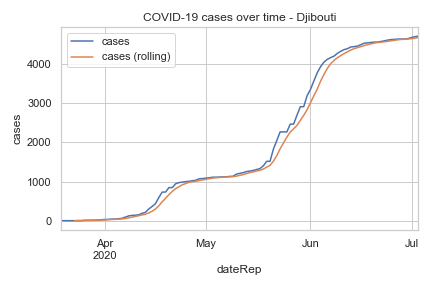 COVID-19 cases over time - Djibouti
cases
cases (rolling)
4000
3000
2000
1000
0
cases
Apr
2020
May
Jun
Jul
dateRep